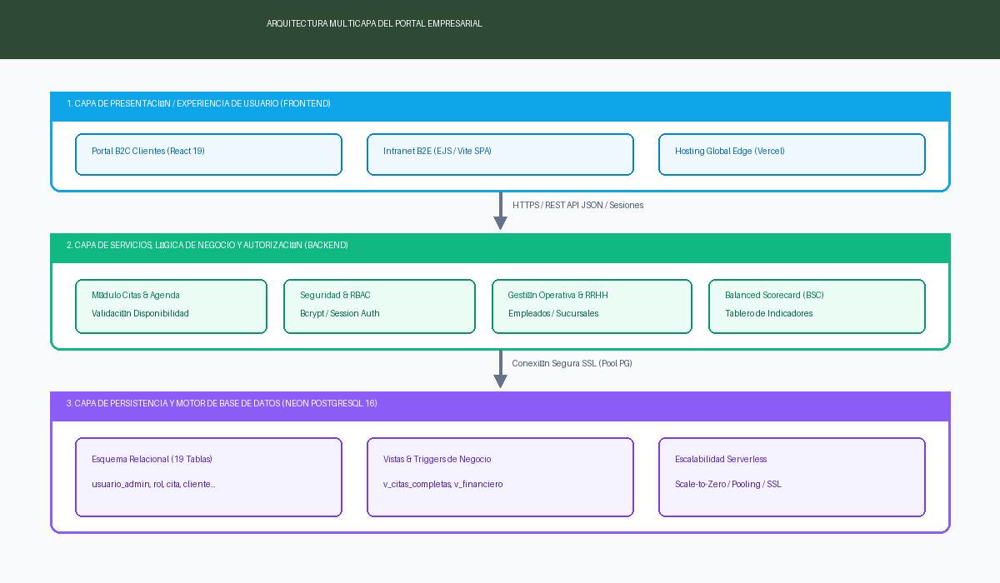 ARQUITECTURA MULTICAPA DEL PORTAL EMPRESARIAL
1. CAPA DE PRESENTACI▯N / EXPERIENCIA DE USUARIO (FRONTEND)
Portal B2C Clientes (React 19)
Intranet B2E (EJS / Vite SPA)
Hosting Global Edge (Vercel)
HTTPS / REST API JSON / Sesiones
2. CAPA DE SERVICIOS, L▯GICA DE NEGOCIO Y AUTORIZACI▯N (BACKEND)
M▯dulo Citas & Agenda
Validaci▯n Disponibilidad
Seguridad & RBAC
Bcrypt / Session Auth
Gesti▯n Operativa & RRHH
Empleados / Sucursales
Balanced Scorecard (BSC)
Tablero de Indicadores
Conexi▯n Segura SSL (Pool PG)
3. CAPA DE PERSISTENCIA Y MOTOR DE BASE DE DATOS (NEON POSTGRESQL 16)
Esquema Relacional (19 Tablas)
usuario_admin, rol, cita, cliente...
Vistas & Triggers de Negocio
v_citas_completas, v_financiero
Escalabilidad Serverless
Scale-to-Zero / Pooling / SSL